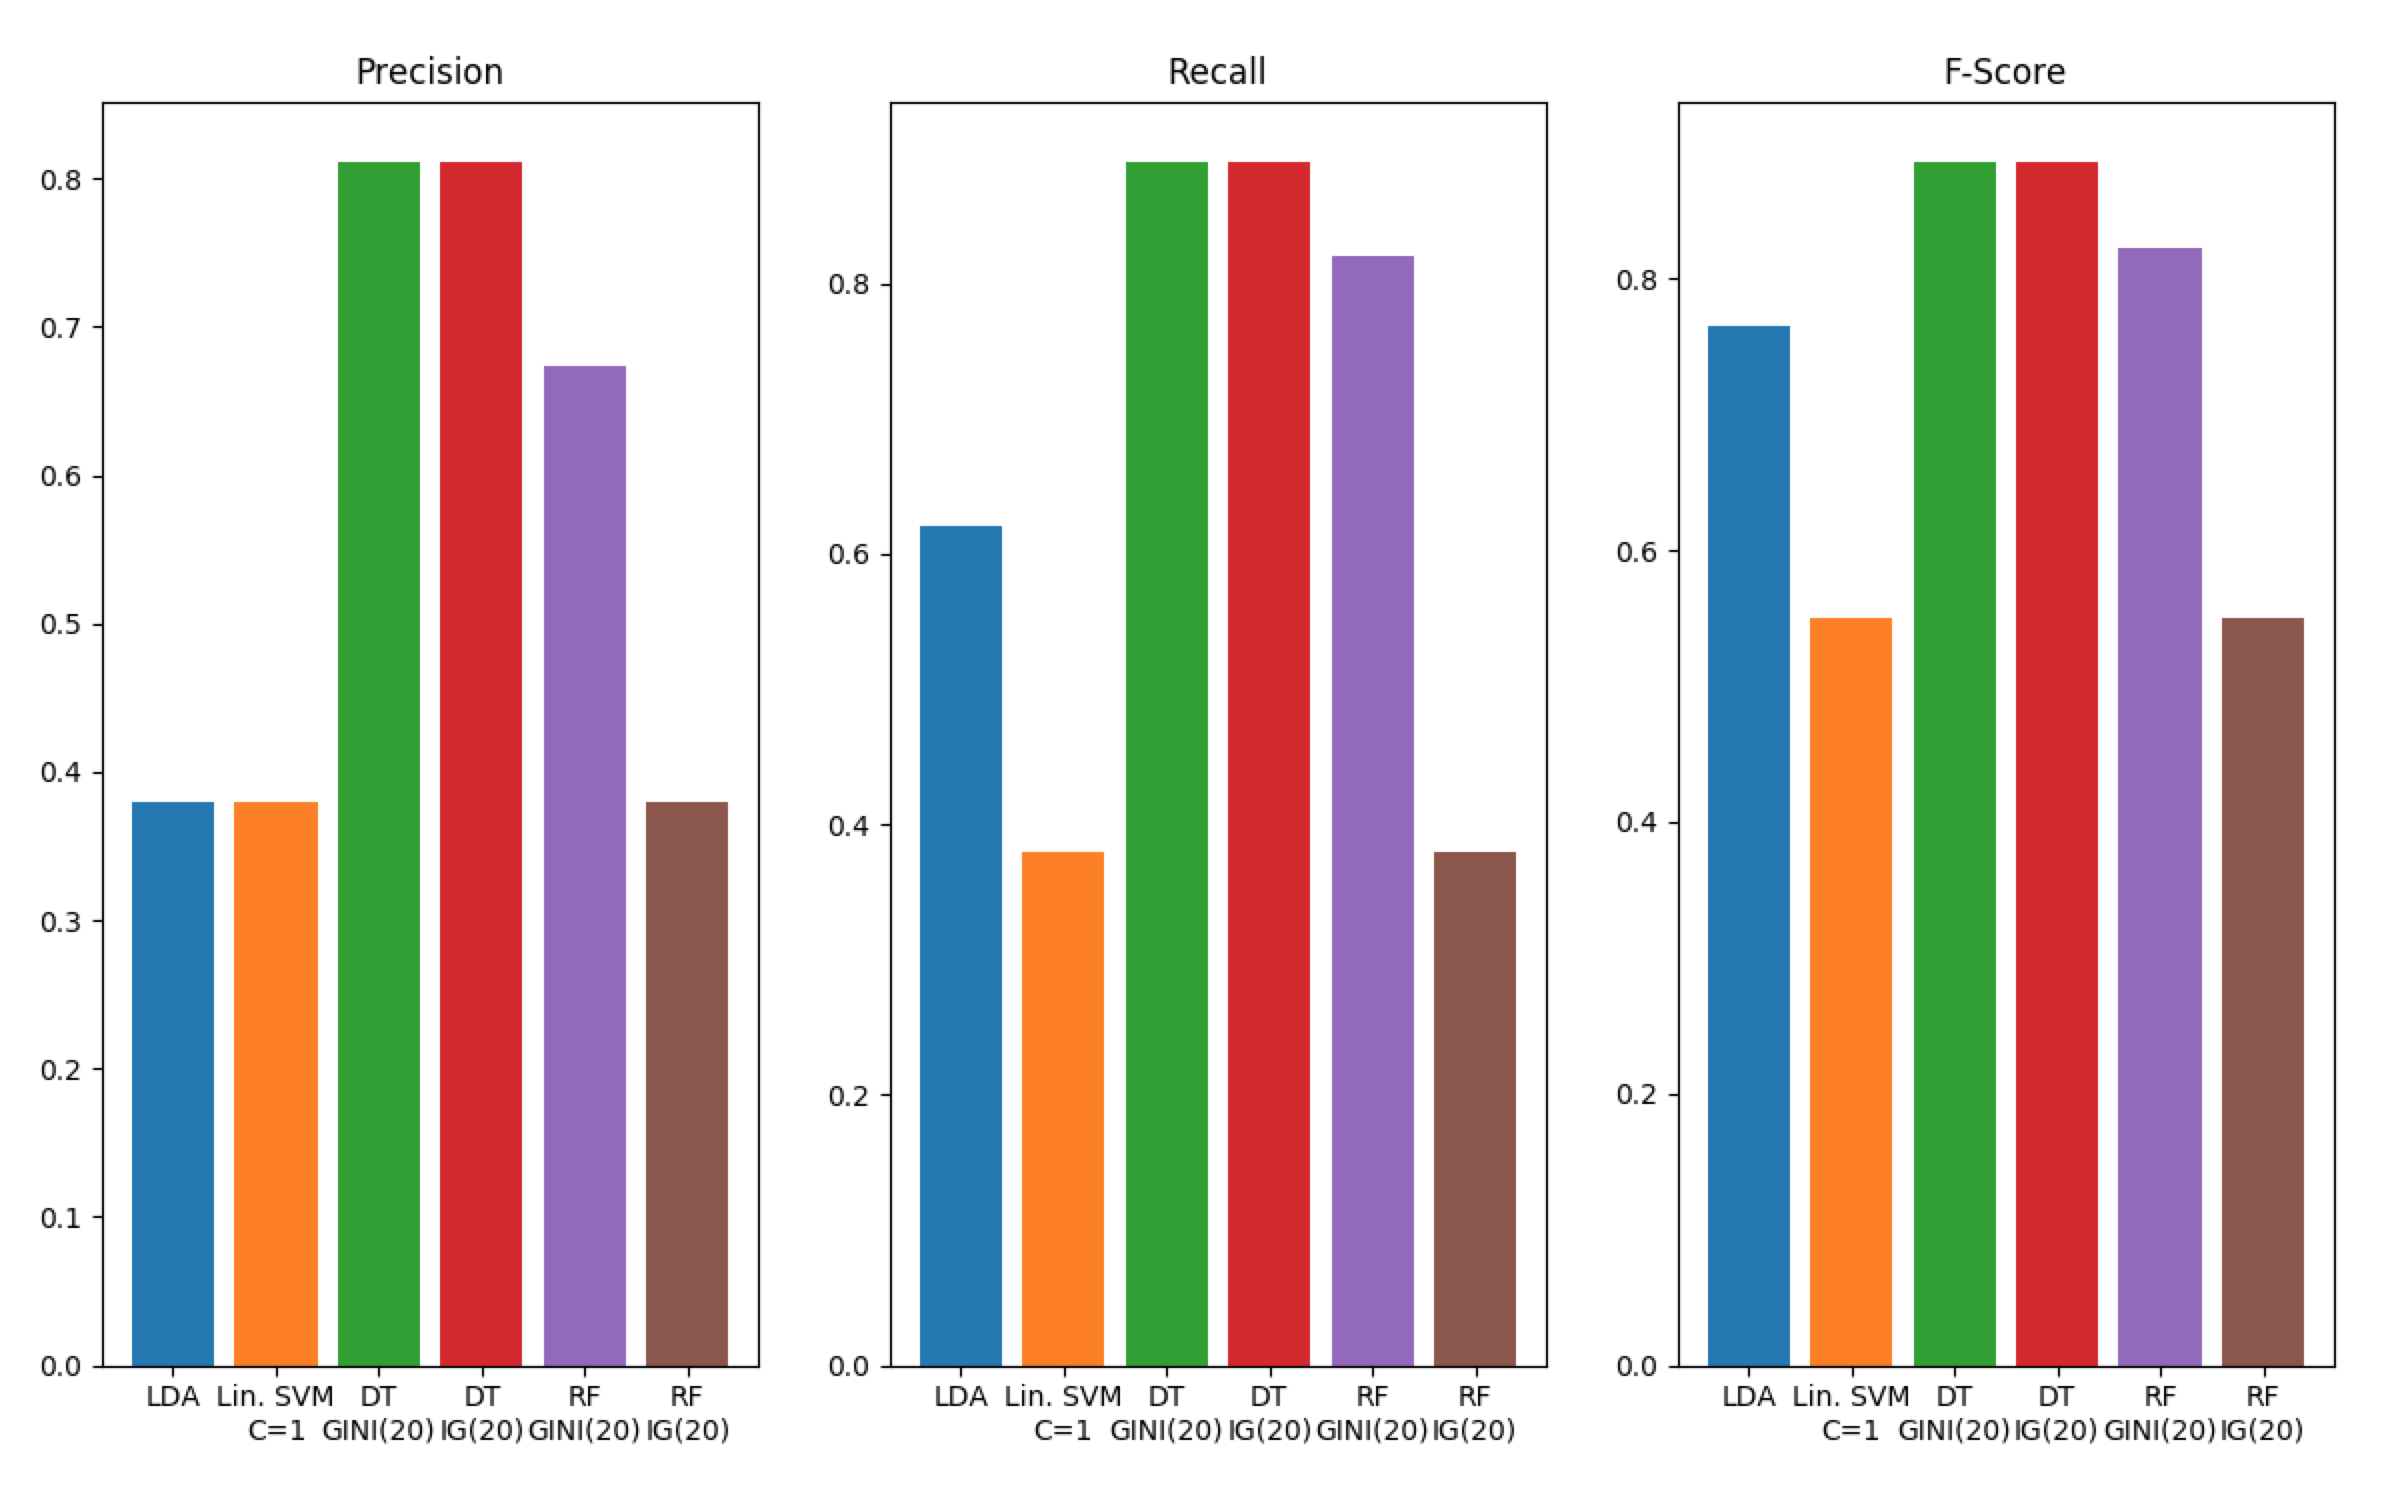 Precision
0.8
0.7
0.6
0.5
0.4
0.3
0.2
0.1
0.0
LDA Lin. SVM DT DT RF RF
C=1 GINI(20) IG(20) GINI(20) IG(20)
Recall
0.8
0.6
0.4
0.2
0.0
LDA Lin. SVM DT DT RF RF
C=1 GINI(20) IG(20) GINI(20) IG(20)
F-Score
0.8
0.6
0.4
0.2
0.0
LDA Lin. SVM DT DT RF RF
C=1 GINI(20) IG(20) GINI(20) IG(20)